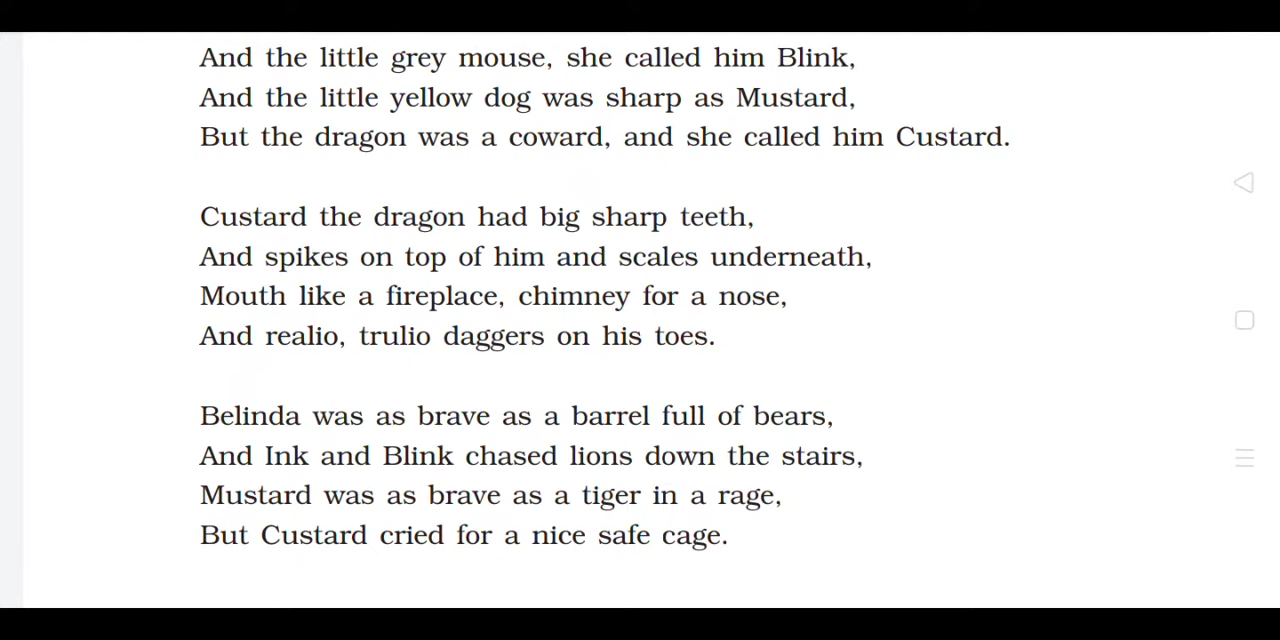 And the little grey mouse, she called him Blink,
And the little yellow dog was sharp as Mustard,
But the dragon was a coward, and she called him Custard.
Custard the dragon had big sharp teeth,
And spikes on top of him and scales underneath,
Mouth like a fireplace, chimney for a nose,
And realio, trulio daggers on his toes.
Belinda was as brave as a barrel full of bears,
And Ink and Blink chased lions down the stairs,
Mustard was as brave as a tiger in a rage,
But Custard cried for a nice safe cage.